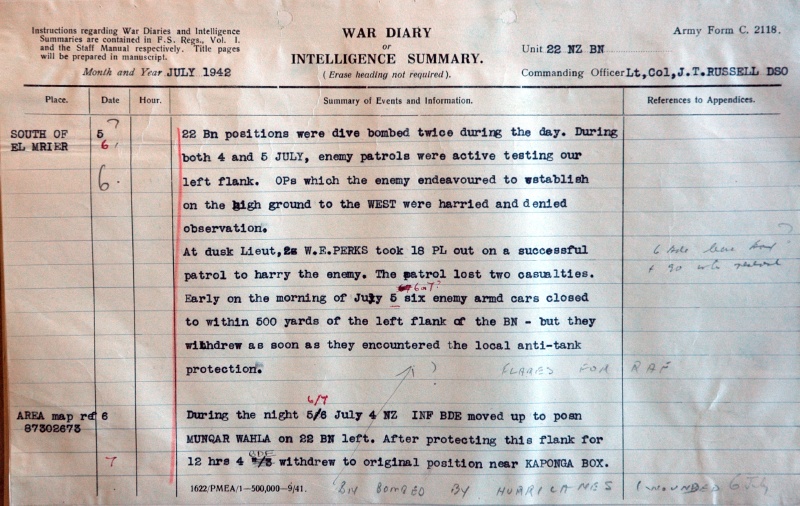 Instructions regarding War Diaries and Intelligence
Summaries are contained in F.S. Regs., Vol. I.
and the Staff Manual respectively. Title pages
will be prepared in manuscript.
Month and Year JULY 1942
WAR DIARY
OR
INTELLIGENCE SUMMARY.
(Erase heading not required).
Army Form C. 2118.
Unit 22 NZ BN
Commanding Officer Lt,Col,J.T.RUSSELL DSO
Place. Date Hour. Summary of Events and Information. References to Appendices.
SOUTH OF 5 ? 22 Bn positions were dive bombed twice during the day. During
EL MRIER 6 both 4 and 5 JULY, enemy patrols were active testing our
6. left flank. OPs which the enemy endeavoured to wstablish
on the high ground to the WEST were harried and denied
observation.
At dusk Lieut,2s W.E.PERKS took 18 PL out on a successful
patrol to harry the enemy. The patrol lost two casualties.
6 or 7?
Early on the morning of July 5 six enemy armd cars closed
to within 500 yards of the left flank of the BN - but they
withdrew as soon as they encountered the local anti-tank
protection. ? FLARES FOR RAF
6/7
AREA map ref 6 During the night 5/6 July 4 NZ INF BDE moved up to posn
87302673 MUNQAR WAHLA on 22 BN left. After protecting this flank for
BDE
7 12 hrs 4 withdrew to original position near KAPONGA BOX.
1622/PMEA/1—500,000—9/41. Bn BOMBED BY HURRICANES 1 WOUNDED 6 July